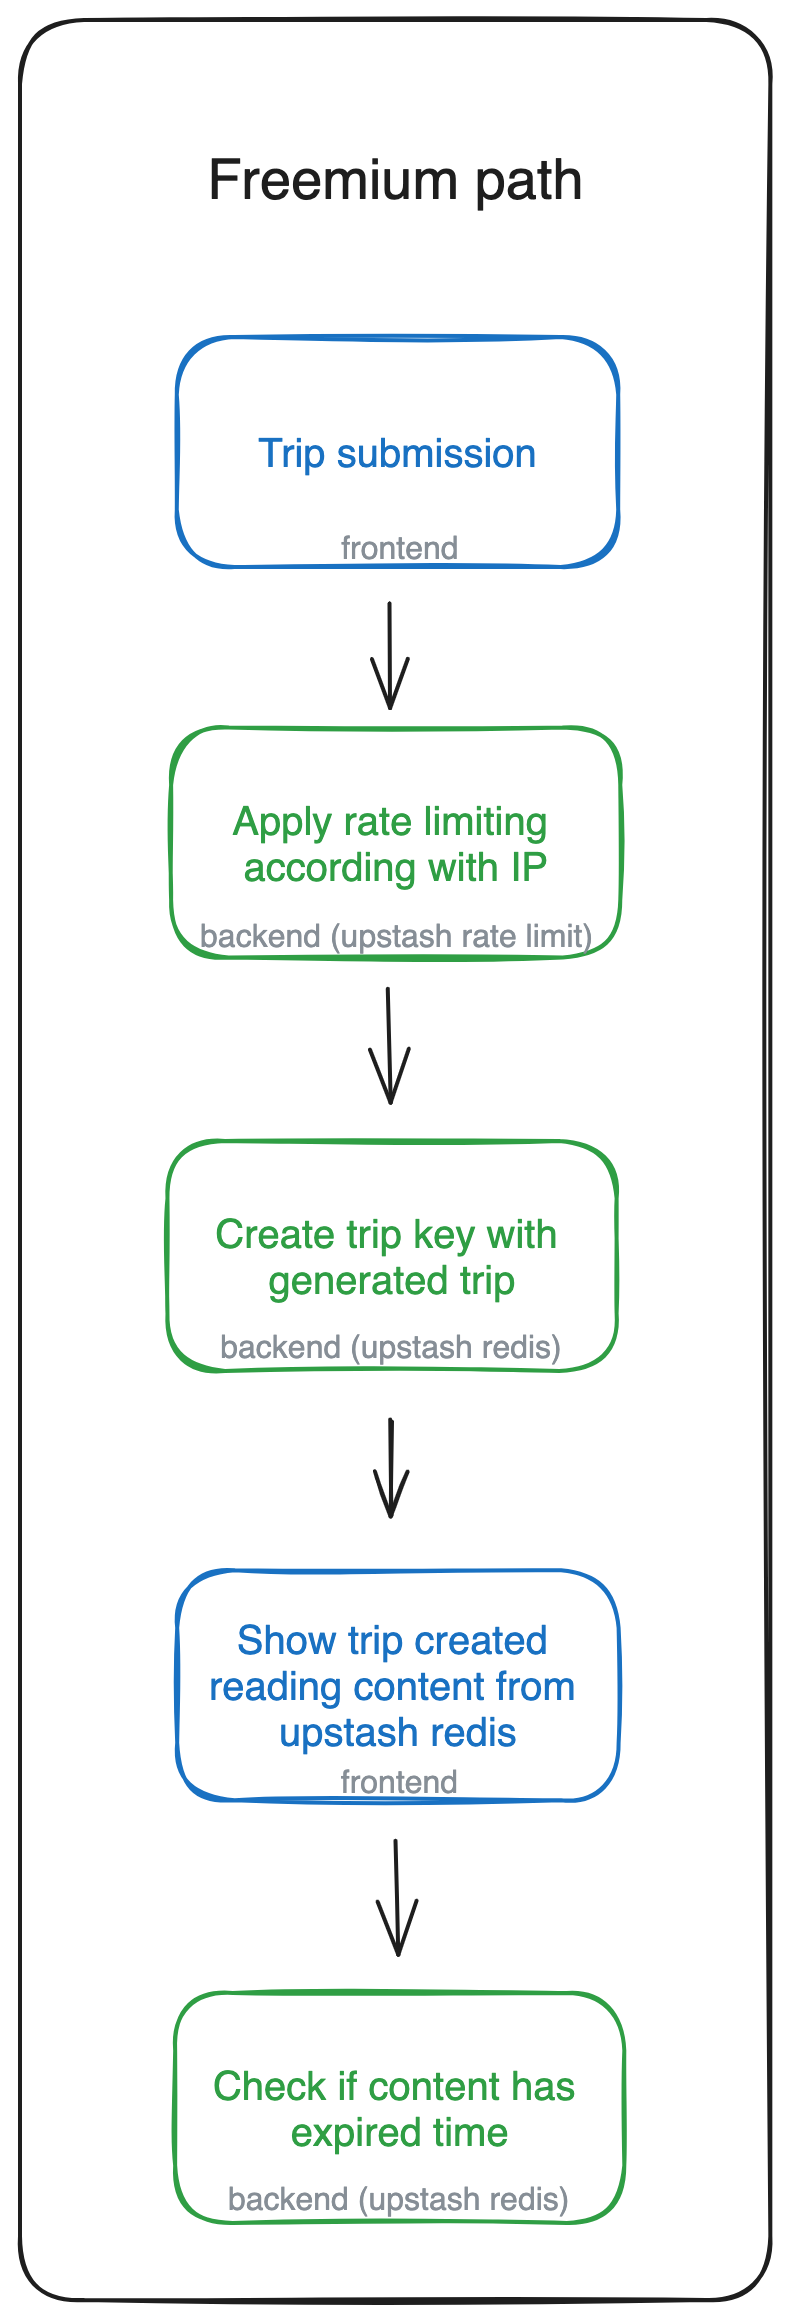 Freemium path
Trip submission
frontend
Apply rate limiting
according with IP
backend (upstash rate limit)
Create trip key with
generated trip
backend (upstash redis)
Show trip created
reading content from
upstash redis
frontend
Check if content has
expired time
backend (upstash redis)